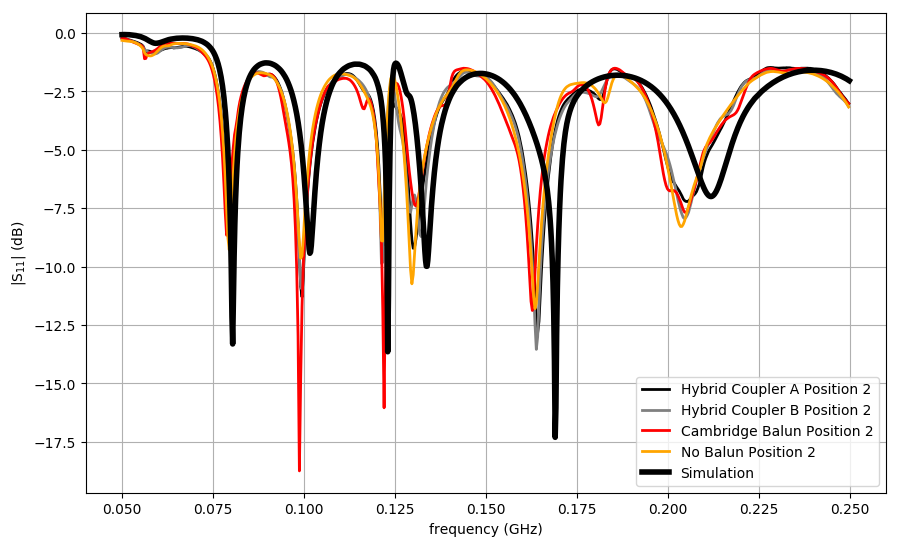 0.0
−2.5
−5.0
−7.5
−10.0
−12.5
−15.0
−17.5
|S₁₁| (dB)
Hybrid Coupler A Position 2
Hybrid Coupler B Position 2
Cambridge Balun Position 2
No Balun Position 2
Simulation
0.050 0.075 0.100 0.125 0.150 0.175 0.200 0.225 0.250
frequency (GHz)